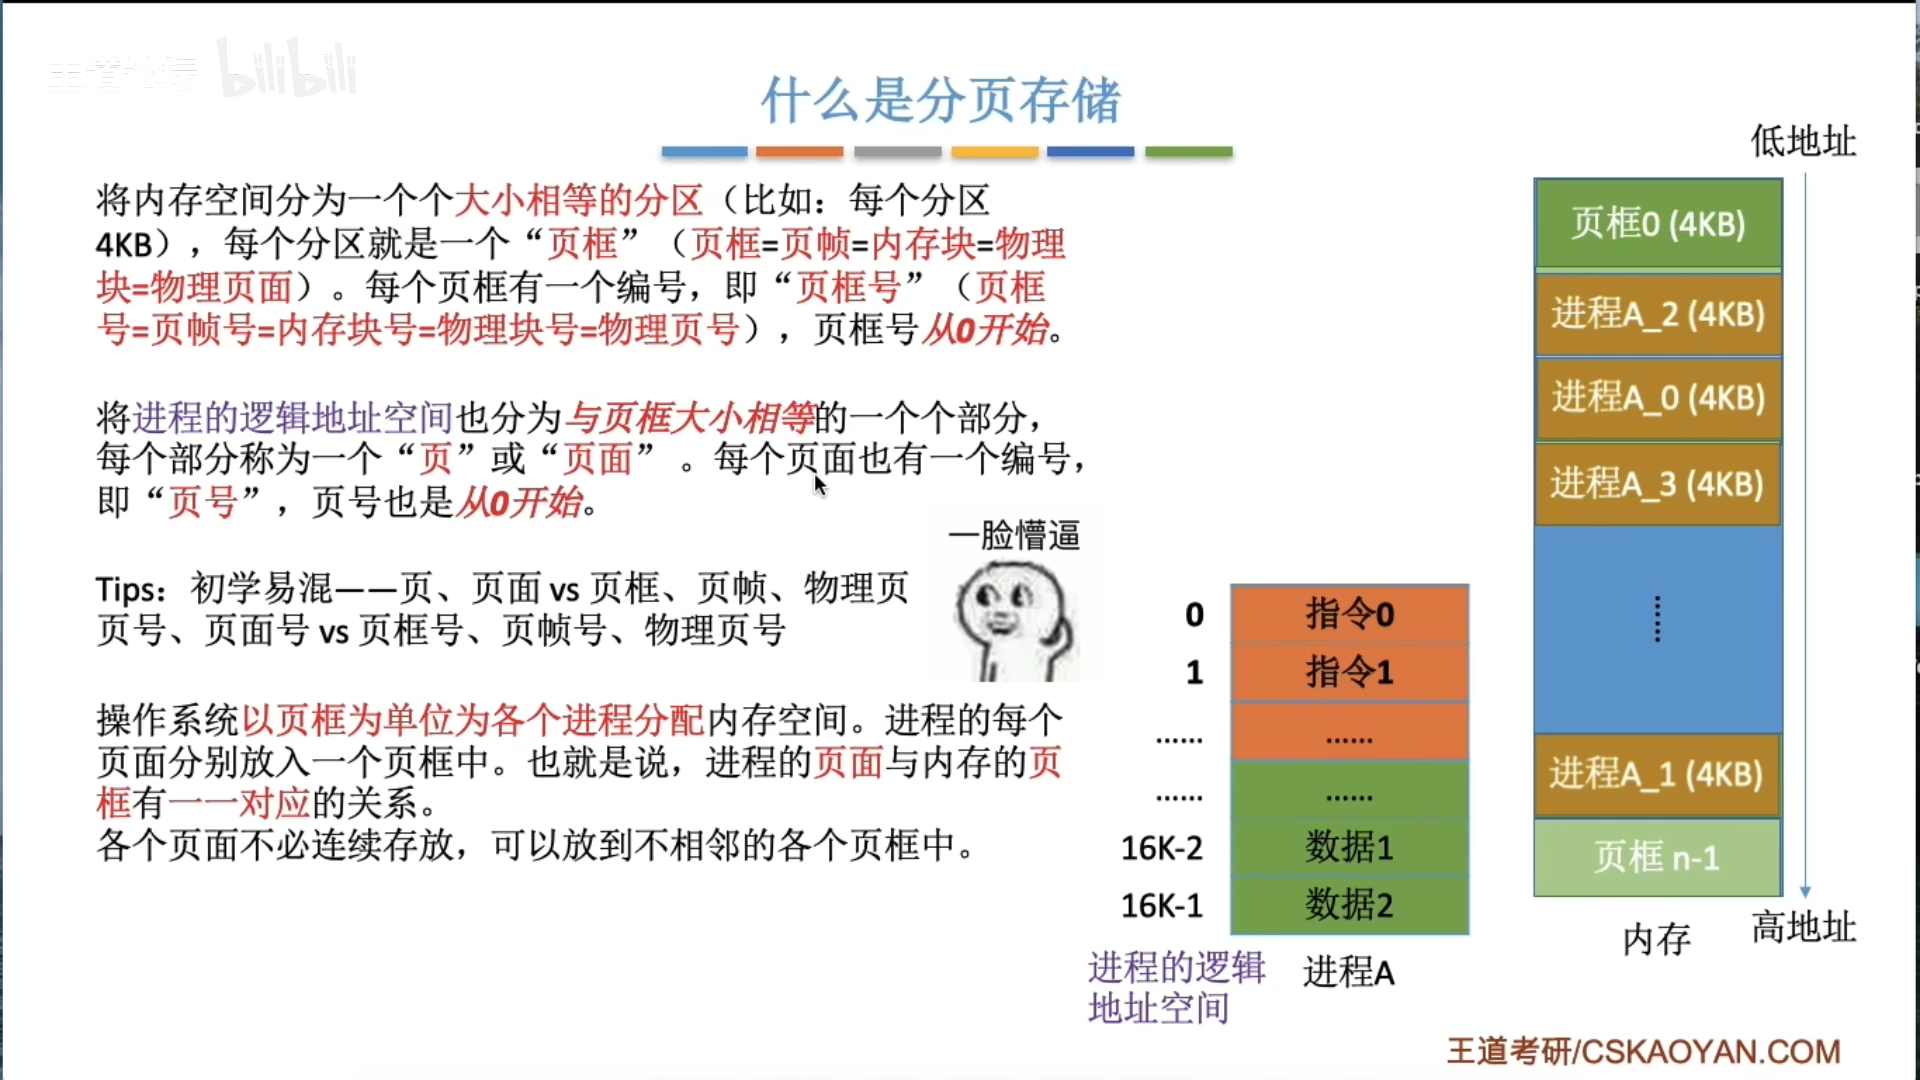 王道论坛 bilibili
什么是分页存储
将内存空间分为一个个大小相等的分区（比如：每个分区
4KB），每个分区就是一个“页框”（页框=页帧=内存块=物理
块=物理页面）。每个页框有一个编号，即“页框号”（页框
号=页帧号=内存块号=物理块号=物理页号），页框号从0开始。
将进程的逻辑地址空间也分为与页框大小相等的一个个部分，
每个部分称为一个“页”或“页面” 。每个页面也有一个编号，
即“页号”，页号也是从0开始。
Tips：初学易混——页、页面 vs 页框、页帧、物理页
页号、页面号 vs 页框号、页帧号、物理页号
一脸懵逼
操作系统以页框为单位为各个进程分配内存空间。进程的每个
页面分别放入一个页框中。也就是说，进程的页面与内存的页
框有一一对应的关系。
各个页面不必连续存放，可以放到不相邻的各个页框中。
0 指令0
1 指令1
...... ......
...... ......
16K-2 数据1
16K-1 数据2
进程的逻辑
地址空间
进程A
低地址
页框0 (4KB)
进程A_2 (4KB)
进程A_0 (4KB)
进程A_3 (4KB)
......
进程A_1 (4KB)
页框 n-1
内存
高地址
王道考研/CSKAOYAN.COM